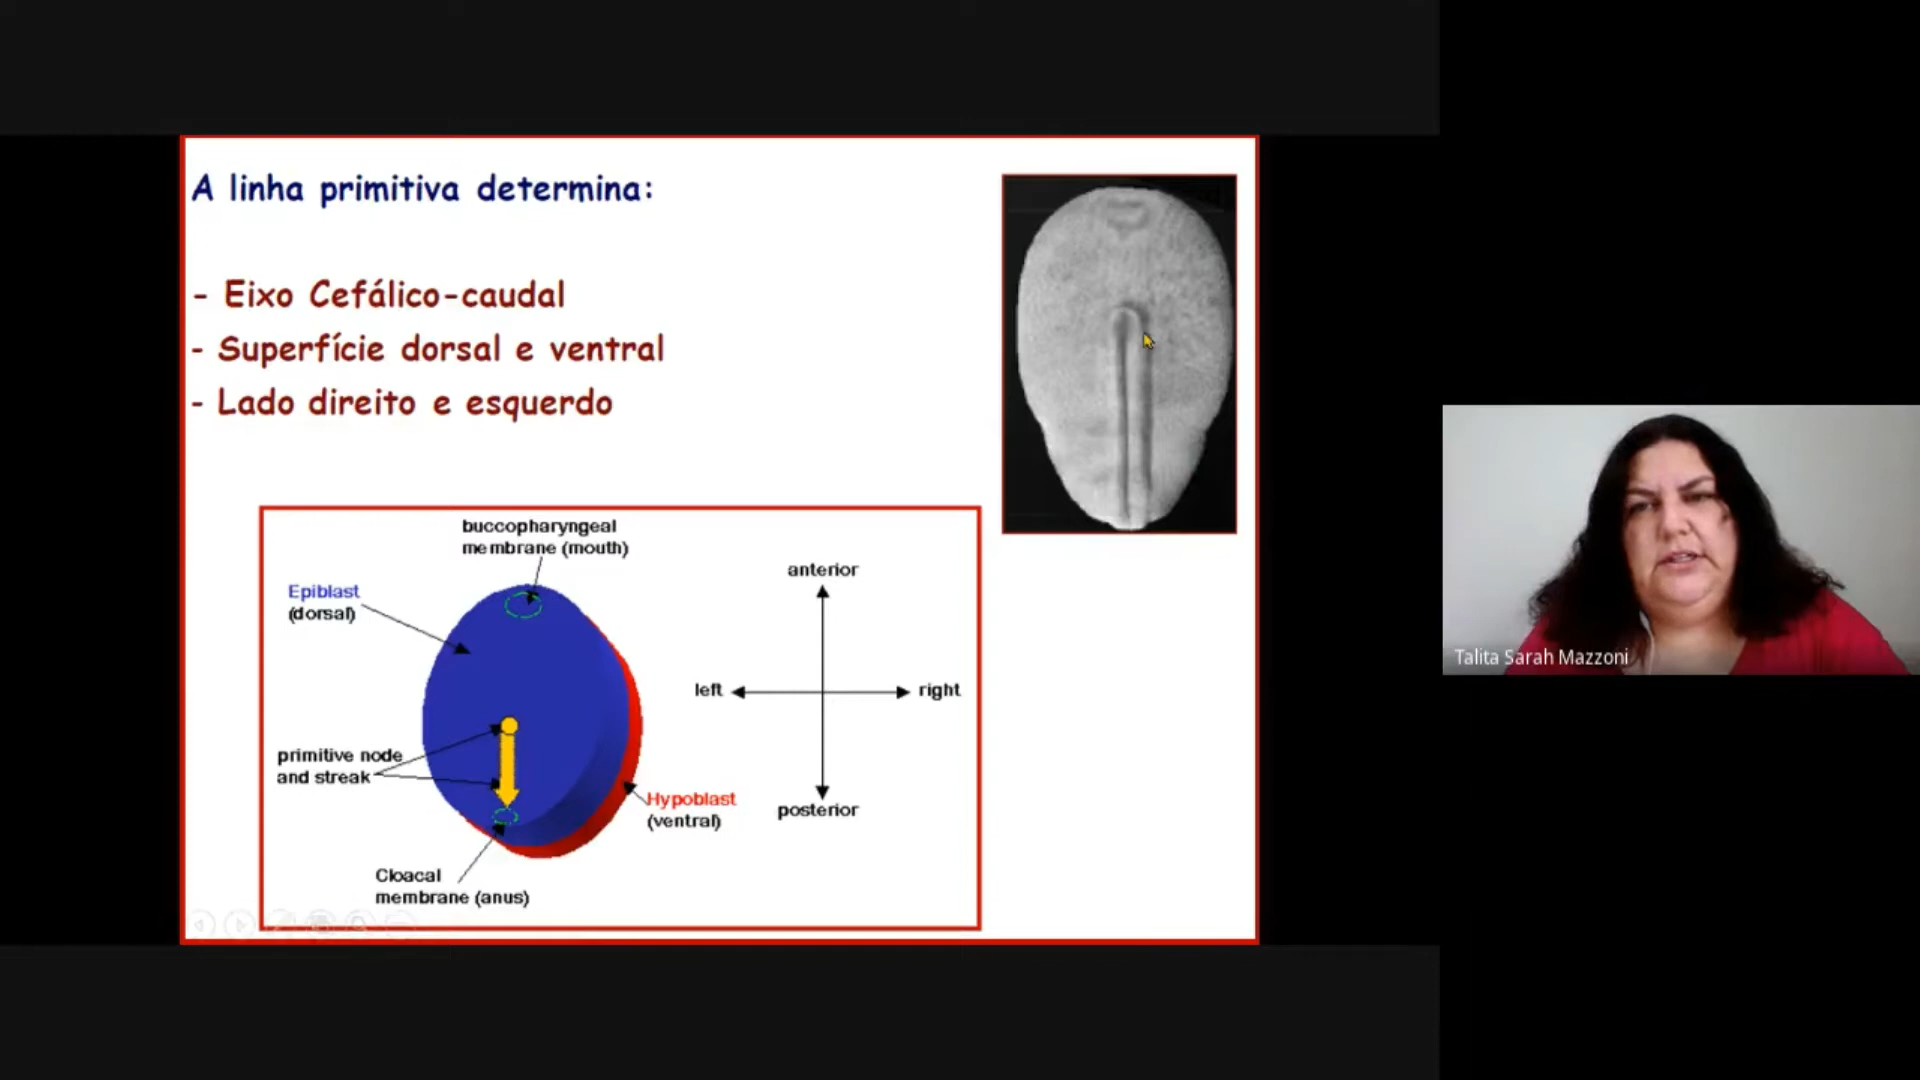 A linha primitiva determina:
- Eixo Cefálico-caudal
- Superfície dorsal e ventral
- Lado direito e esquerdo
buccopharyngeal
membrane (mouth)
Epiblast
(dorsal)
primitive node
and streak
Cloacal
membrane (anus)
Hypoblast
(ventral)
anterior
left
right
posterior
Talita Sarah Mazzoni